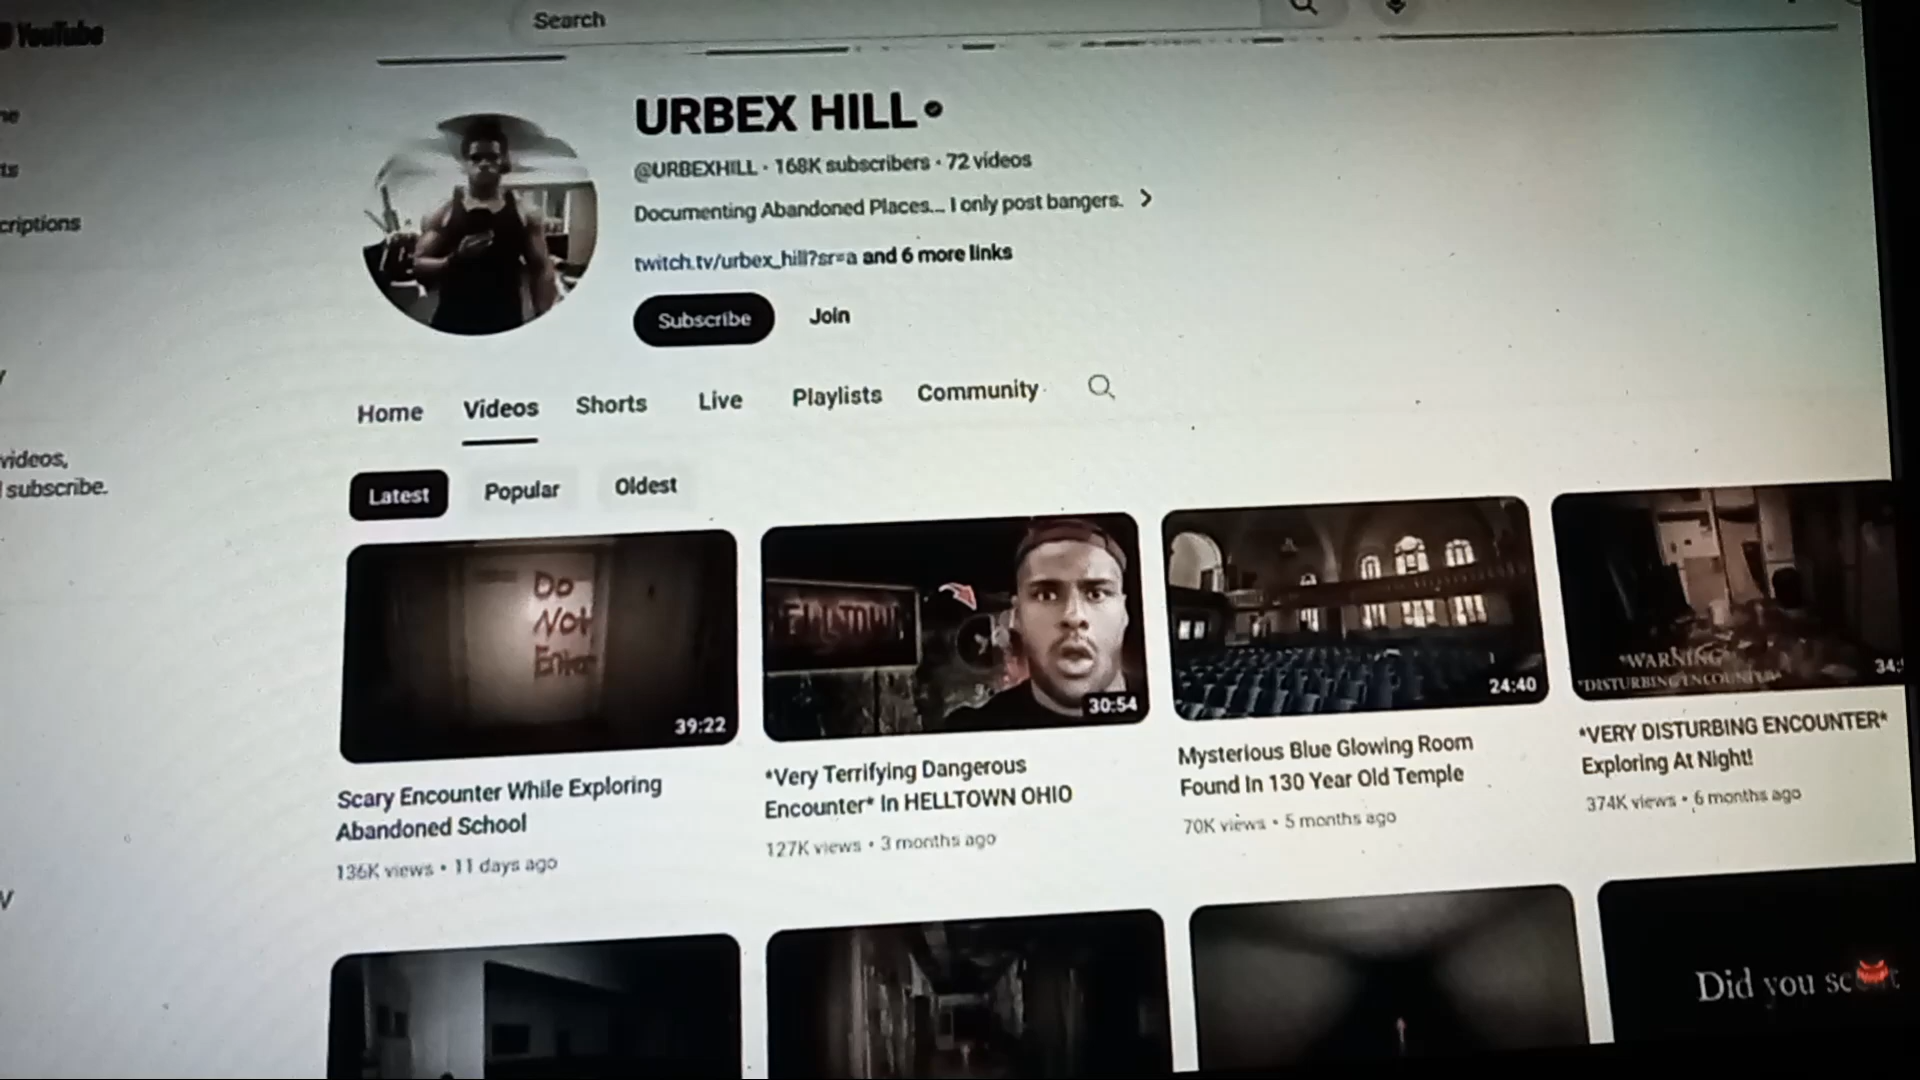 YouTube
Search
URBEX HILL
@URBEXHILL · 168K subscribers · 72 videos
Documenting Abandoned Places... I only post bangers.
twitch.tv/urbex_hill?sr=a and 6 more links
Subscribe
Join
criptions
videos,
subscribe.
Home
Videos
Shorts
Live
Playlists
Community
Latest
Popular
Oldest
Do
Not
Enter
39:22
HELLTOWN
30:54
24:40
*WARNING*
*DISTURBING ENCOUNTER*
Scary Encounter While Exploring
Abandoned School
136K views • 11 days ago
*Very Terrifying Dangerous
Encounter* In HELLTOWN OHIO
127K views • 3 months ago
Mysterious Blue Glowing Room
Found In 130 Year Old Temple
70K views • 5 months ago
*VERY DISTURBING ENCOUNTER*
Exploring At Night!
374K views • 6 months ago
Did you